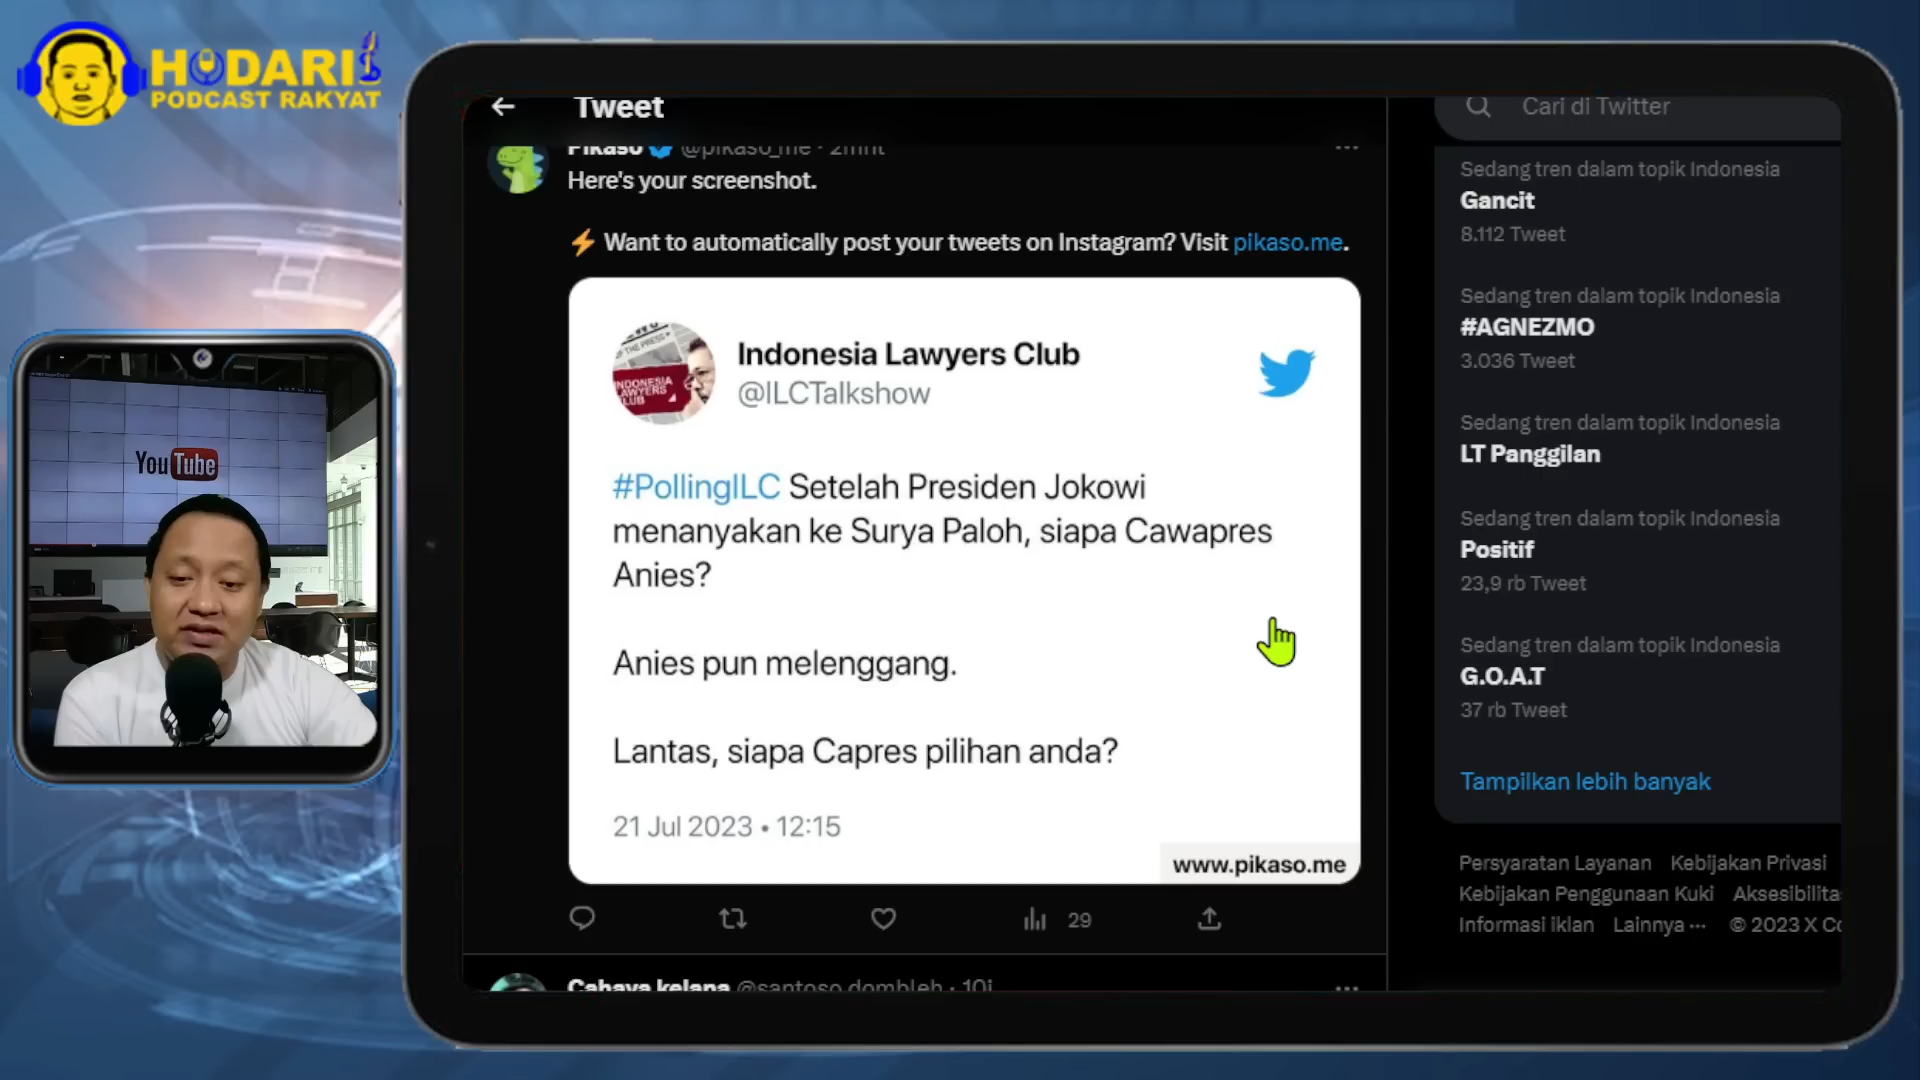 HODARI
PODCAST RAKYAT
YouTube
Tweet
Pikaso @pikaso_me · 2mnt
Here's your screenshot.
⚡ Want to automatically post your tweets on Instagram? Visit pikaso.me.
Indonesia Lawyers Club
@ILCTalkshow
INDONESIA
LAWYERS
CLUB
#PollingILC Setelah Presiden Jokowi
menanyakan ke Surya Paloh, siapa Cawapres
Anies?
Anies pun melenggang.
Lantas, siapa Capres pilihan anda?
21 Jul 2023 • 12:15
www.pikaso.me
29
Cahaya kelana @santoso_dombleh · 10j
Cari di Twitter
Sedang tren dalam topik Indonesia
Gancit
8.112 Tweet
Sedang tren dalam topik Indonesia
#AGNEZMO
3.036 Tweet
Sedang tren dalam topik Indonesia
LT Panggilan
Sedang tren dalam topik Indonesia
Positif
23,9 rb Tweet
Sedang tren dalam topik Indonesia
G.O.A.T
37 rb Tweet
Tampilkan lebih banyak
Persyaratan Layanan Kebijakan Privasi
Kebijakan Penggunaan Kuki Aksesibilita
Informasi iklan Lainnya ··· © 2023 X Co